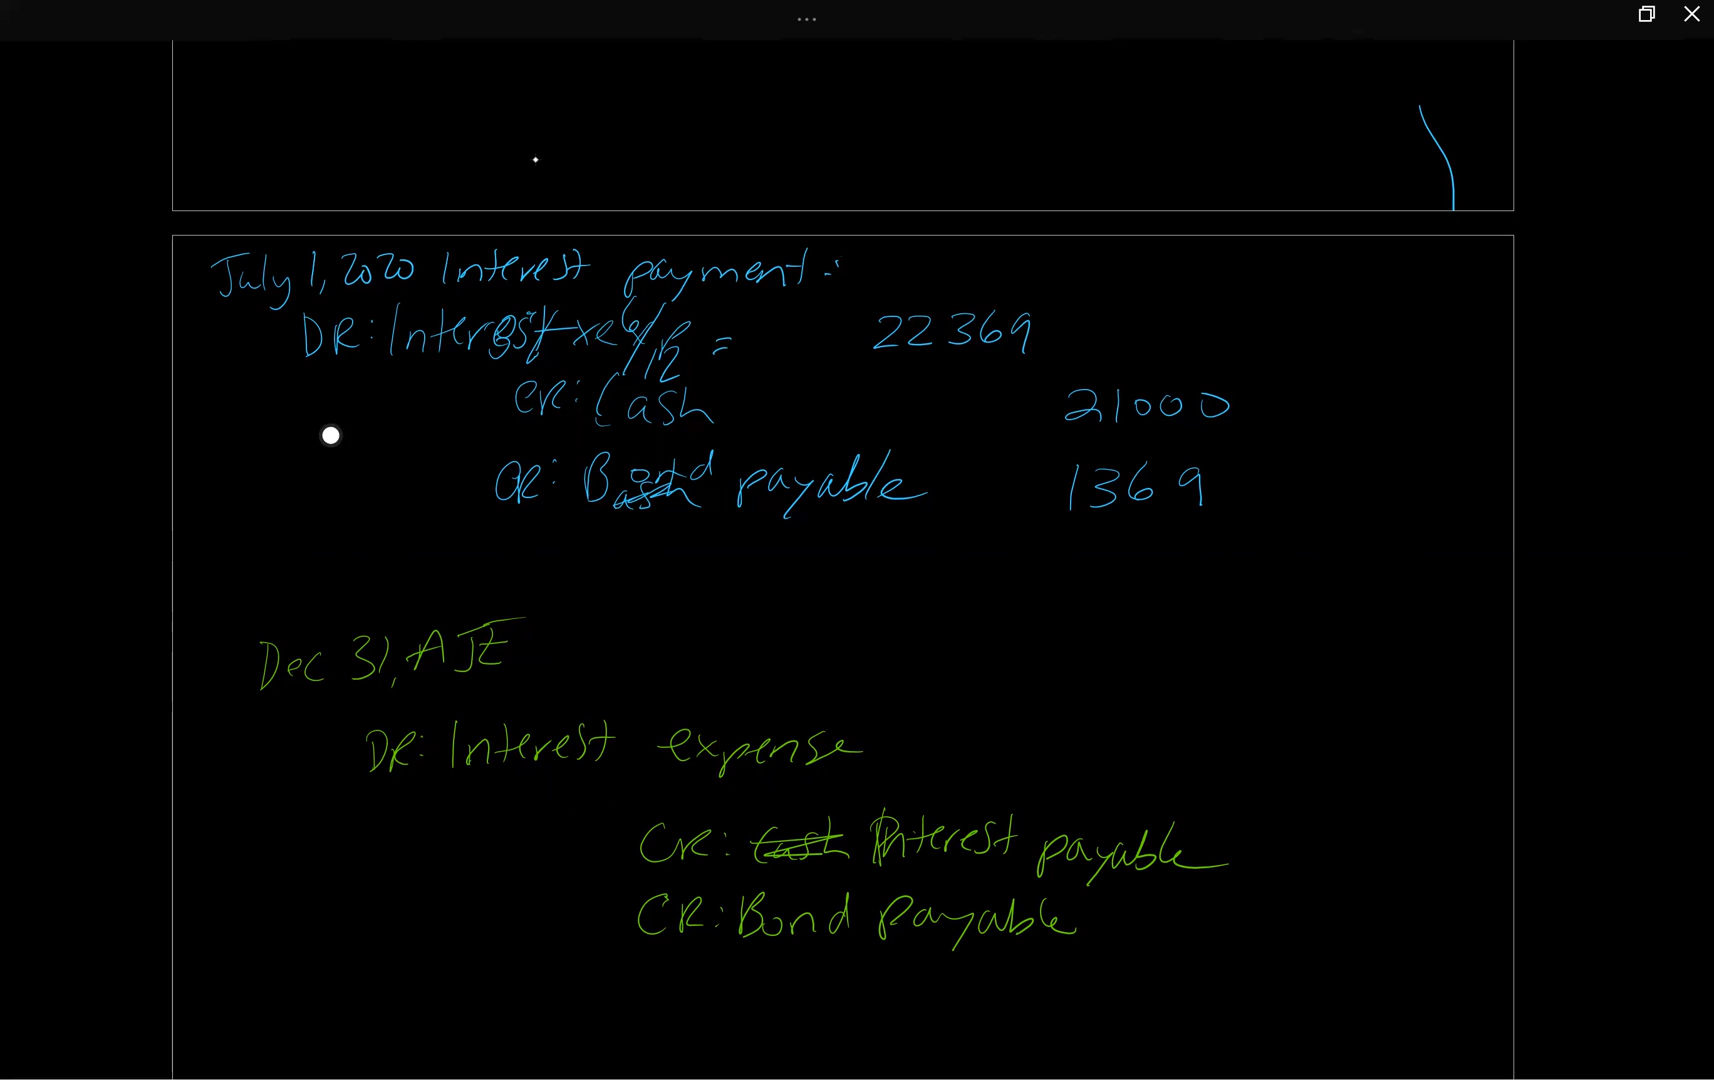 July 1, 2020 Interest payment:
DR: Interest x 6/12 = 22369
CR: Cash 21000
CR: Bond payable 1369
Dec 31, AJE
DR: Interest expense
CR: Interest payable
CR: Bond payable